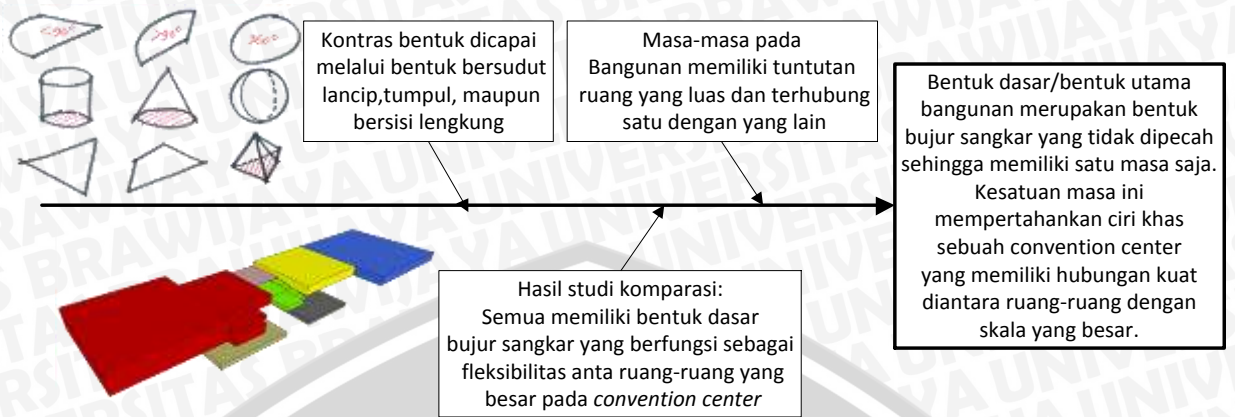 <90°
>90°
360°
Kontras bentuk dicapai
melalui bentuk bersudut
lancip,tumpul, maupun
bersisi lengkung
Masa-masa pada
Bangunan memiliki tuntutan
ruang yang luas dan terhubung
satu dengan yang lain
Bentuk dasar/bentuk utama
bangunan merupakan bentuk
bujur sangkar yang tidak dipecah
sehingga memiliki satu masa saja.
Kesatuan masa ini
mempertahankan ciri khas
sebuah convention center
yang memiliki hubungan kuat
diantara ruang-ruang dengan
skala yang besar.
Hasil studi komparasi:
Semua memiliki bentuk dasar
bujur sangkar yang berfungsi sebagai
fleksibilitas anta ruang-ruang yang
besar pada convention center